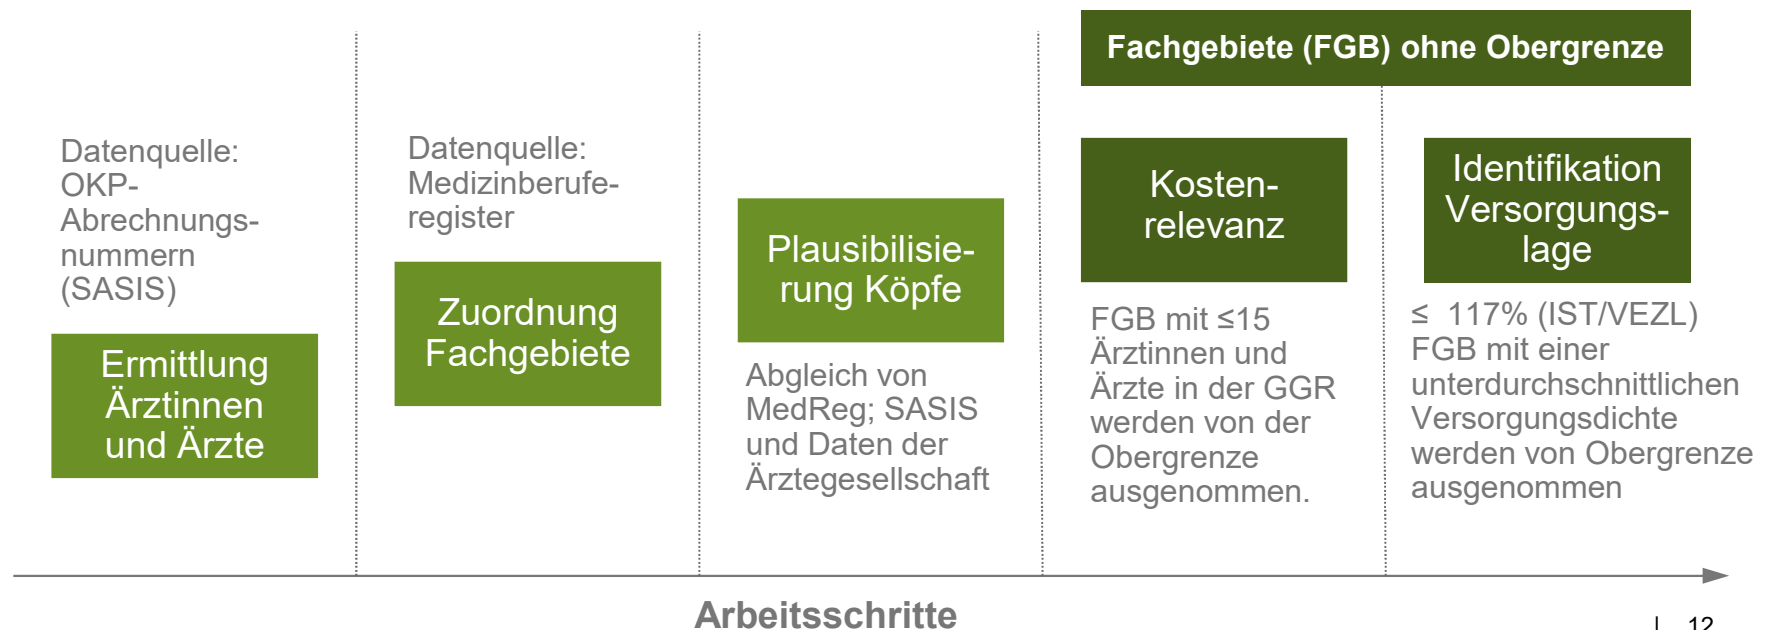 Fachgebiete (FGB) ohne Obergrenze
Datenquelle:
OKP-
Abrechnungs-
nummern
(SASIS)
Ermittlung
Ärztinnen
und Ärzte
Datenquelle:
Medizinberufe-
register
Zuordnung
Fachgebiete
Plausibilisie-
rung Köpfe
Abgleich von
MedReg; SASIS
und Daten der
Ärztegesellschaft
Kosten-
relevanz
FGB mit ≤15
Ärztinnen und
Ärzte in der GGR
werden von der
Obergrenze
ausgenommen.
Identifikation
Versorgungs-
lage
≤ 117% (IST/VEZL)
FGB mit einer
unterdurchschnittlichen
Versorgungsdichte
werden von Obergrenze
ausgenommen
Arbeitsschritte
| 12